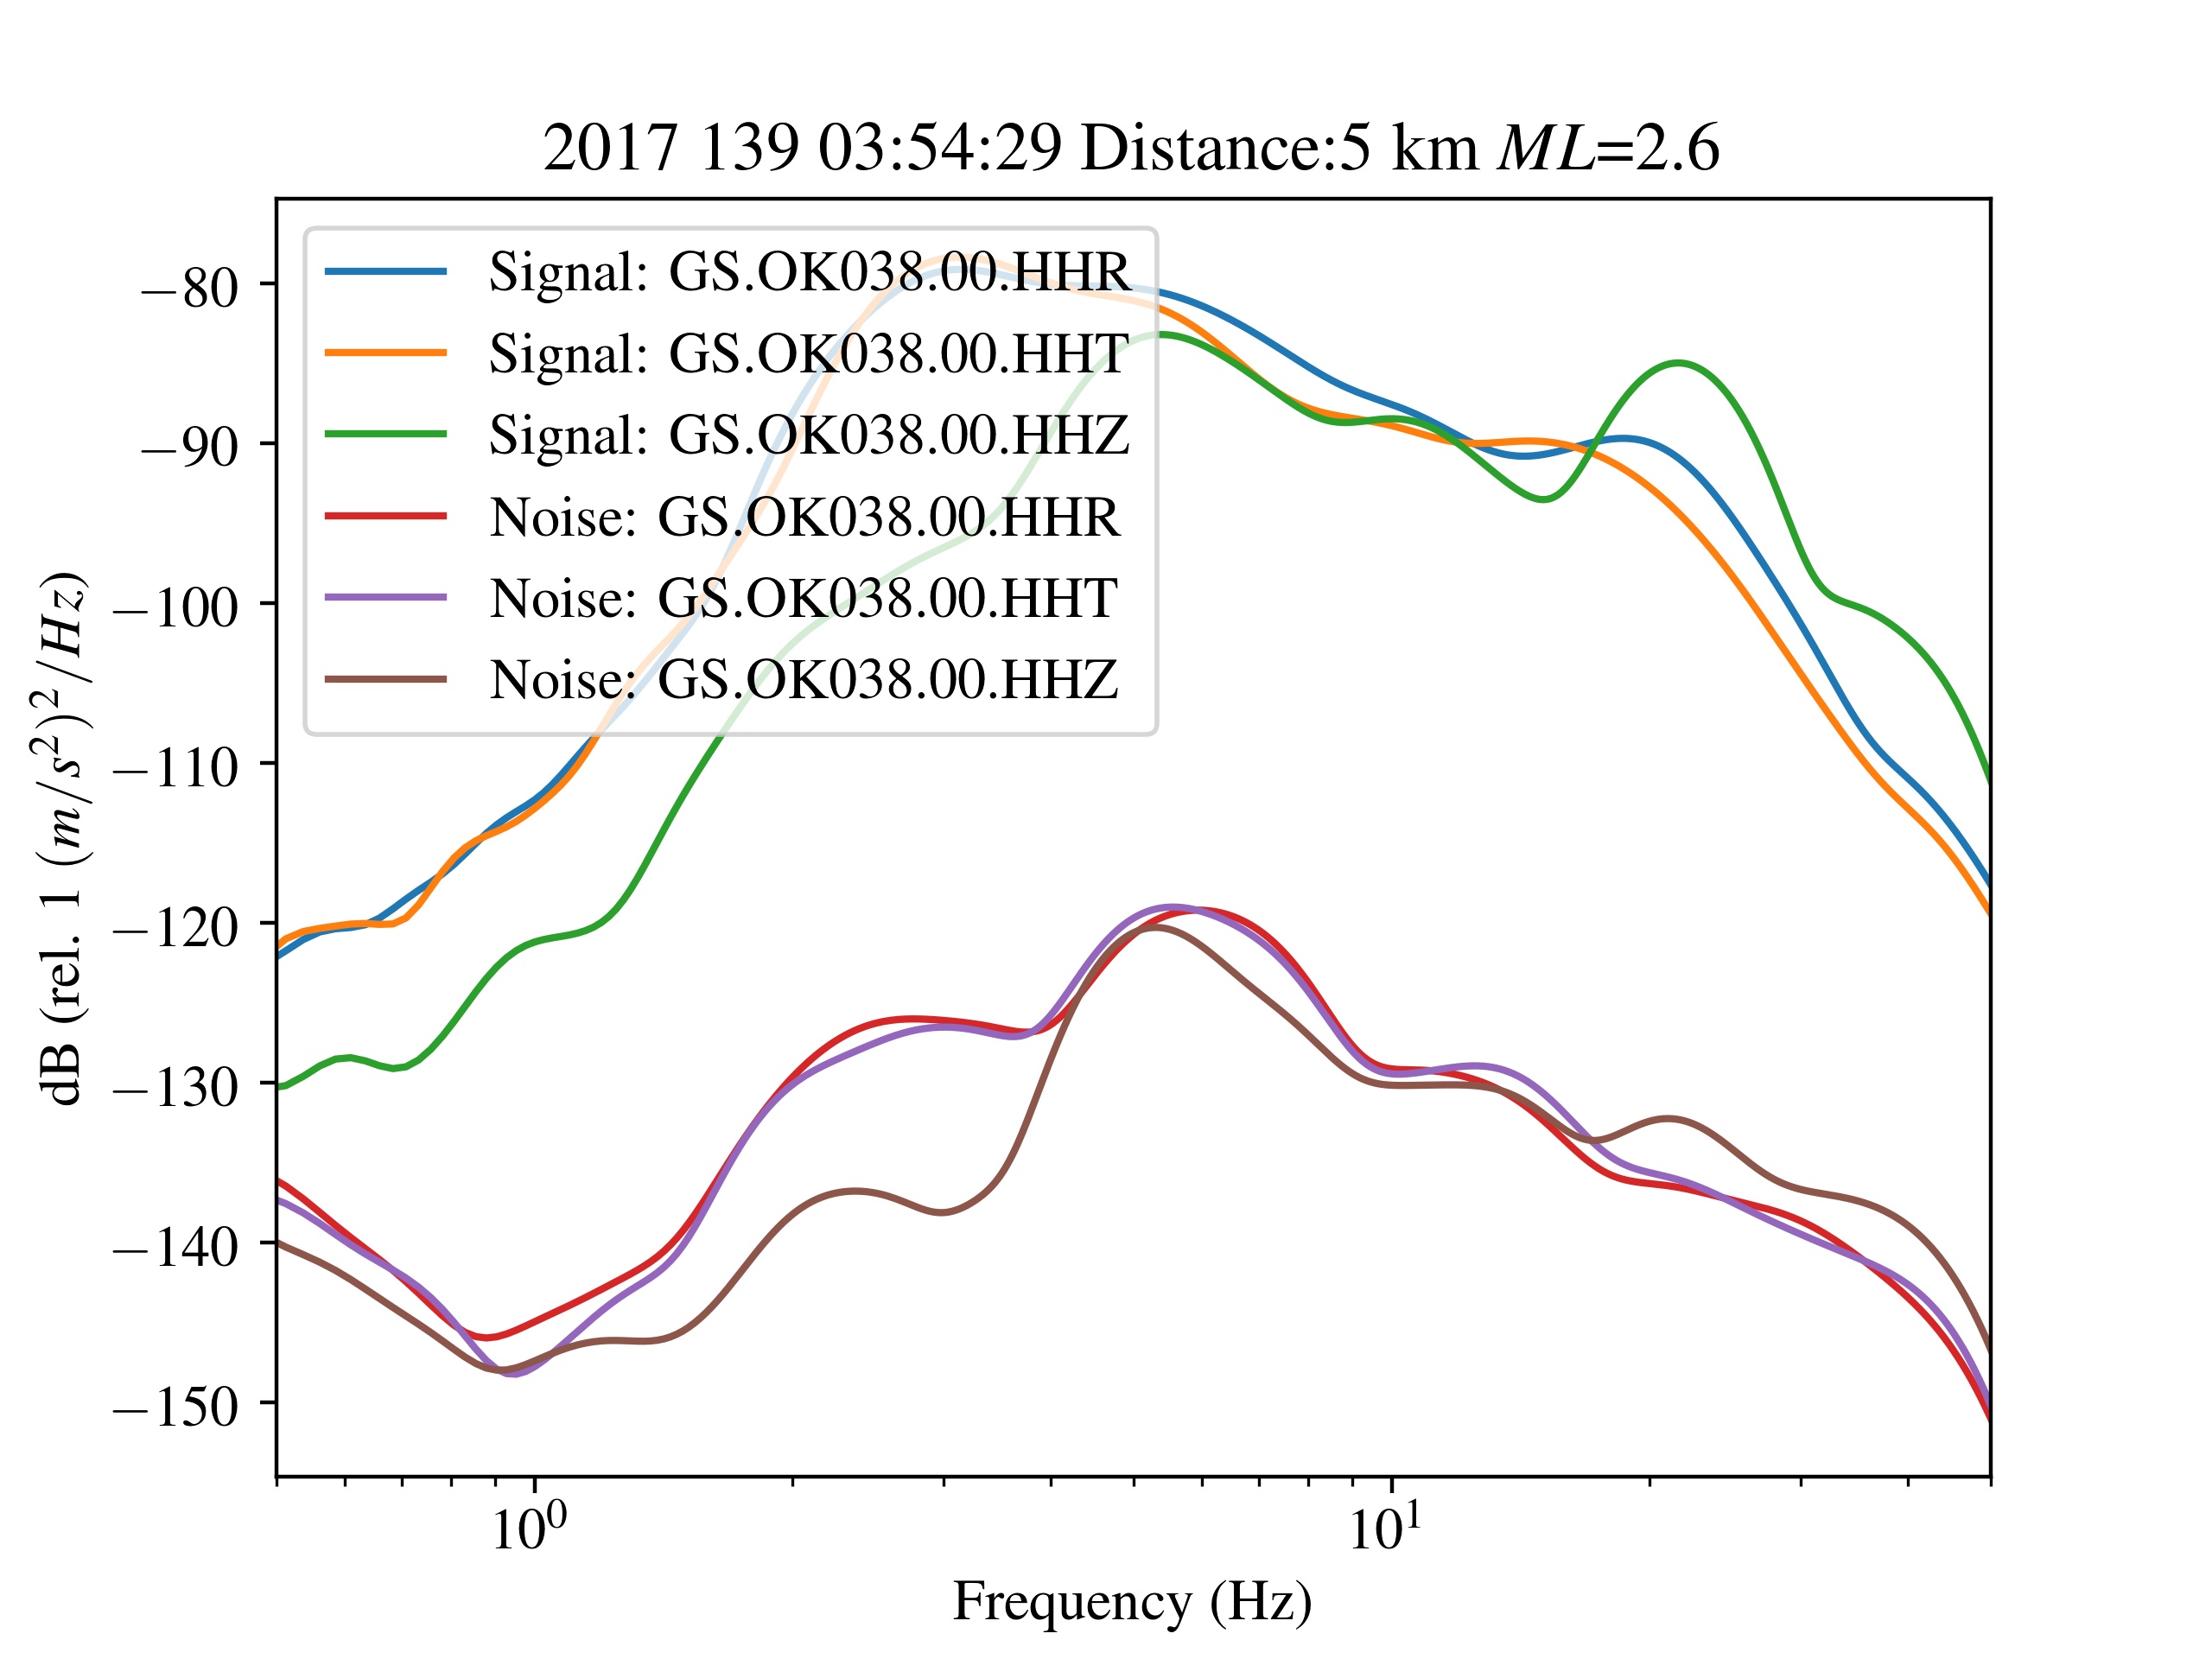 2017 139 03:54:29 Distance:5 km ML=2.6
Signal: GS.OK038.00.HHR
Signal: GS.OK038.00.HHT
Signal: GS.OK038.00.HHZ
Noise: GS.OK038.00.HHR
Noise: GS.OK038.00.HHT
Noise: GS.OK038.00.HHZ
−80
−90
−100
−110
−120
−130
−140
−150
dB (rel. 1 (m/s²)²/Hz)
10⁰ 10¹
Frequency (Hz)